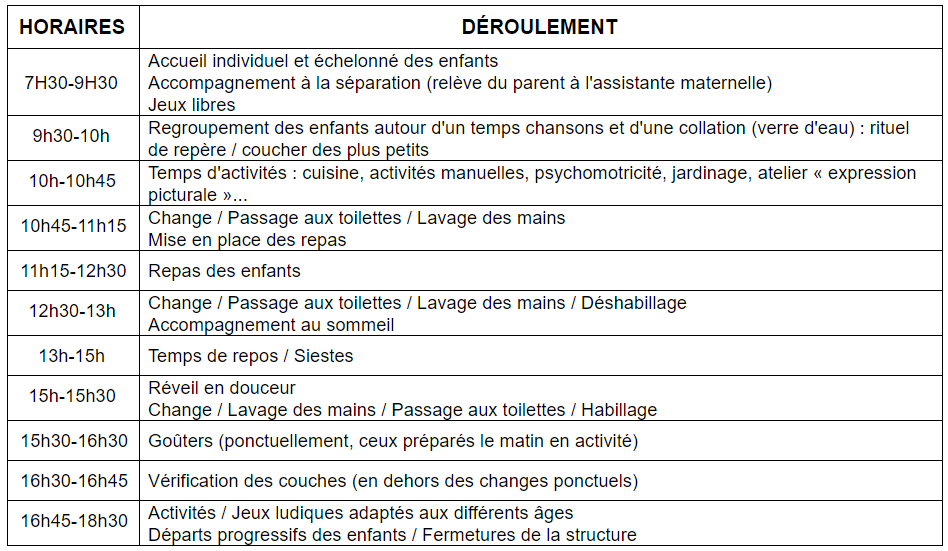 HORAIRES
DÉROULEMENT
7H30-9H30
Accueil individuel et échelonné des enfants
Accompagnement à la séparation (relève du parent à l'assistante maternelle)
Jeux libres
9h30-10h
Regroupement des enfants autour d'un temps chansons et d'une collation (verre d'eau) : rituel
de repère / coucher des plus petits
10h-10h45
Temps d'activités : cuisine, activités manuelles, psychomotricité, jardinage, atelier « expression
picturale »...
10h45-11h15
Change / Passage aux toilettes / Lavage des mains
Mise en place des repas
11h15-12h30
Repas des enfants
12h30-13h
Change / Passage aux toilettes / Lavage des mains / Déshabillage
Accompagnement au sommeil
13h-15h
Temps de repos / Siestes
15h-15h30
Réveil en douceur
Change / Lavage des mains / Passage aux toilettes / Habillage
15h30-16h30
Goûters (ponctuellement, ceux préparés le matin en activité)
16h30-16h45
Vérification des couches (en dehors des changes ponctuels)
16h45-18h30
Activités / Jeux ludiques adaptés aux différents âges
Départs progressifs des enfants / Fermetures de la structure